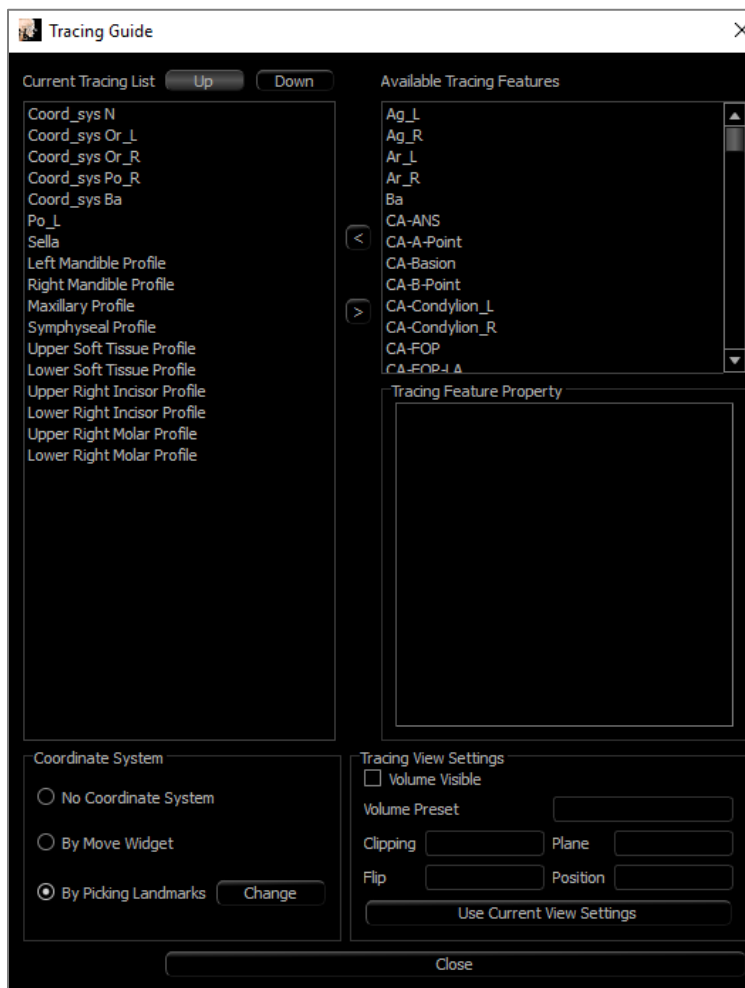 Tracing Guide
Current Tracing List
Up
Down
Coord_sys N
Coord_sys Or_L
Coord_sys Or_R
Coord_sys Po_R
Coord_sys Ba
Po_L
Sella
Left Mandible Profile
Right Mandible Profile
Maxillary Profile
Symphyseal Profile
Upper Soft Tissue Profile
Lower Soft Tissue Profile
Upper Right Incisor Profile
Lower Right Incisor Profile
Upper Right Molar Profile
Lower Right Molar Profile
<
>
Available Tracing Features
Ag_L
Ag_R
Ar_L
Ar_R
Ba
CA-ANS
CA-A-Point
CA-Basion
CA-B-Point
CA-Condylion_L
CA-Condylion_R
CA-FOP
CA-FOP-LA
Tracing Feature Property
Coordinate System
No Coordinate System
By Move Widget
By Picking Landmarks
Change
Tracing View Settings
Volume Visible
Volume Preset
Clipping
Plane
Flip
Position
Use Current View Settings
Close